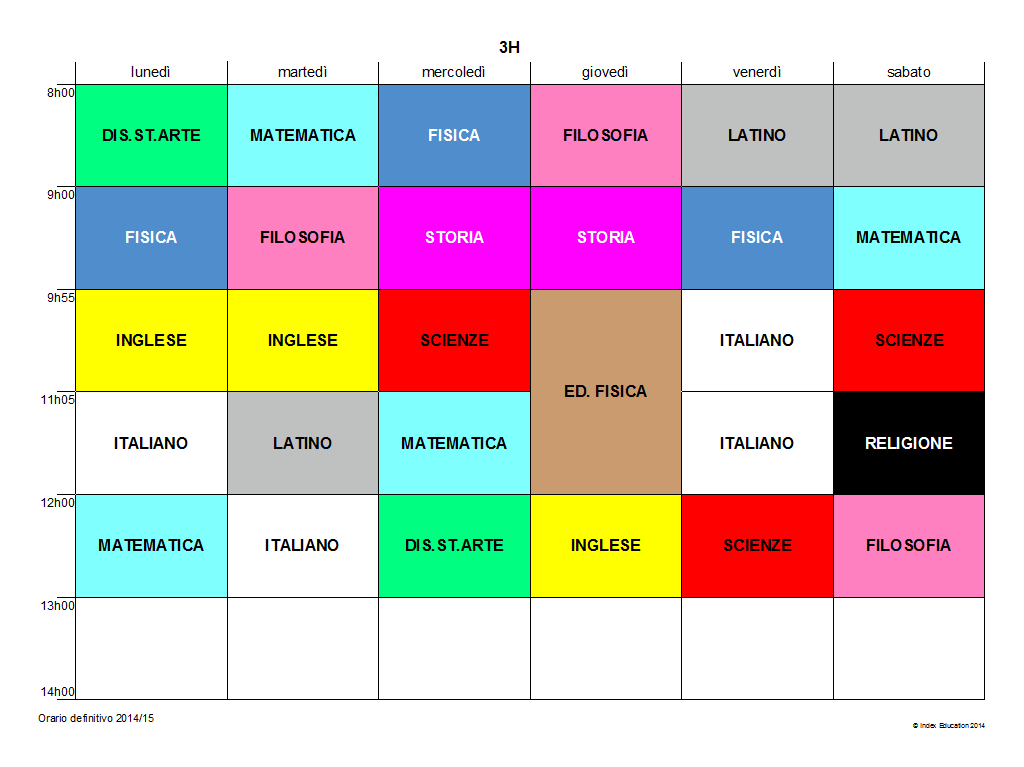 3H
lunedì martedì mercoledì giovedì venerdì sabato
8h00
DIS.ST.ARTE MATEMATICA FISICA FILOSOFIA LATINO LATINO
9h00
FISICA FILOSOFIA STORIA STORIA FISICA MATEMATICA
9h55
INGLESE INGLESE SCIENZE ITALIANO SCIENZE
ED. FISICA
11h05
ITALIANO LATINO MATEMATICA ITALIANO RELIGIONE
12h00
MATEMATICA ITALIANO DIS.ST.ARTE INGLESE SCIENZE FILOSOFIA
13h00
14h00
Orario definitivo 2014/15
© Index Education 2014